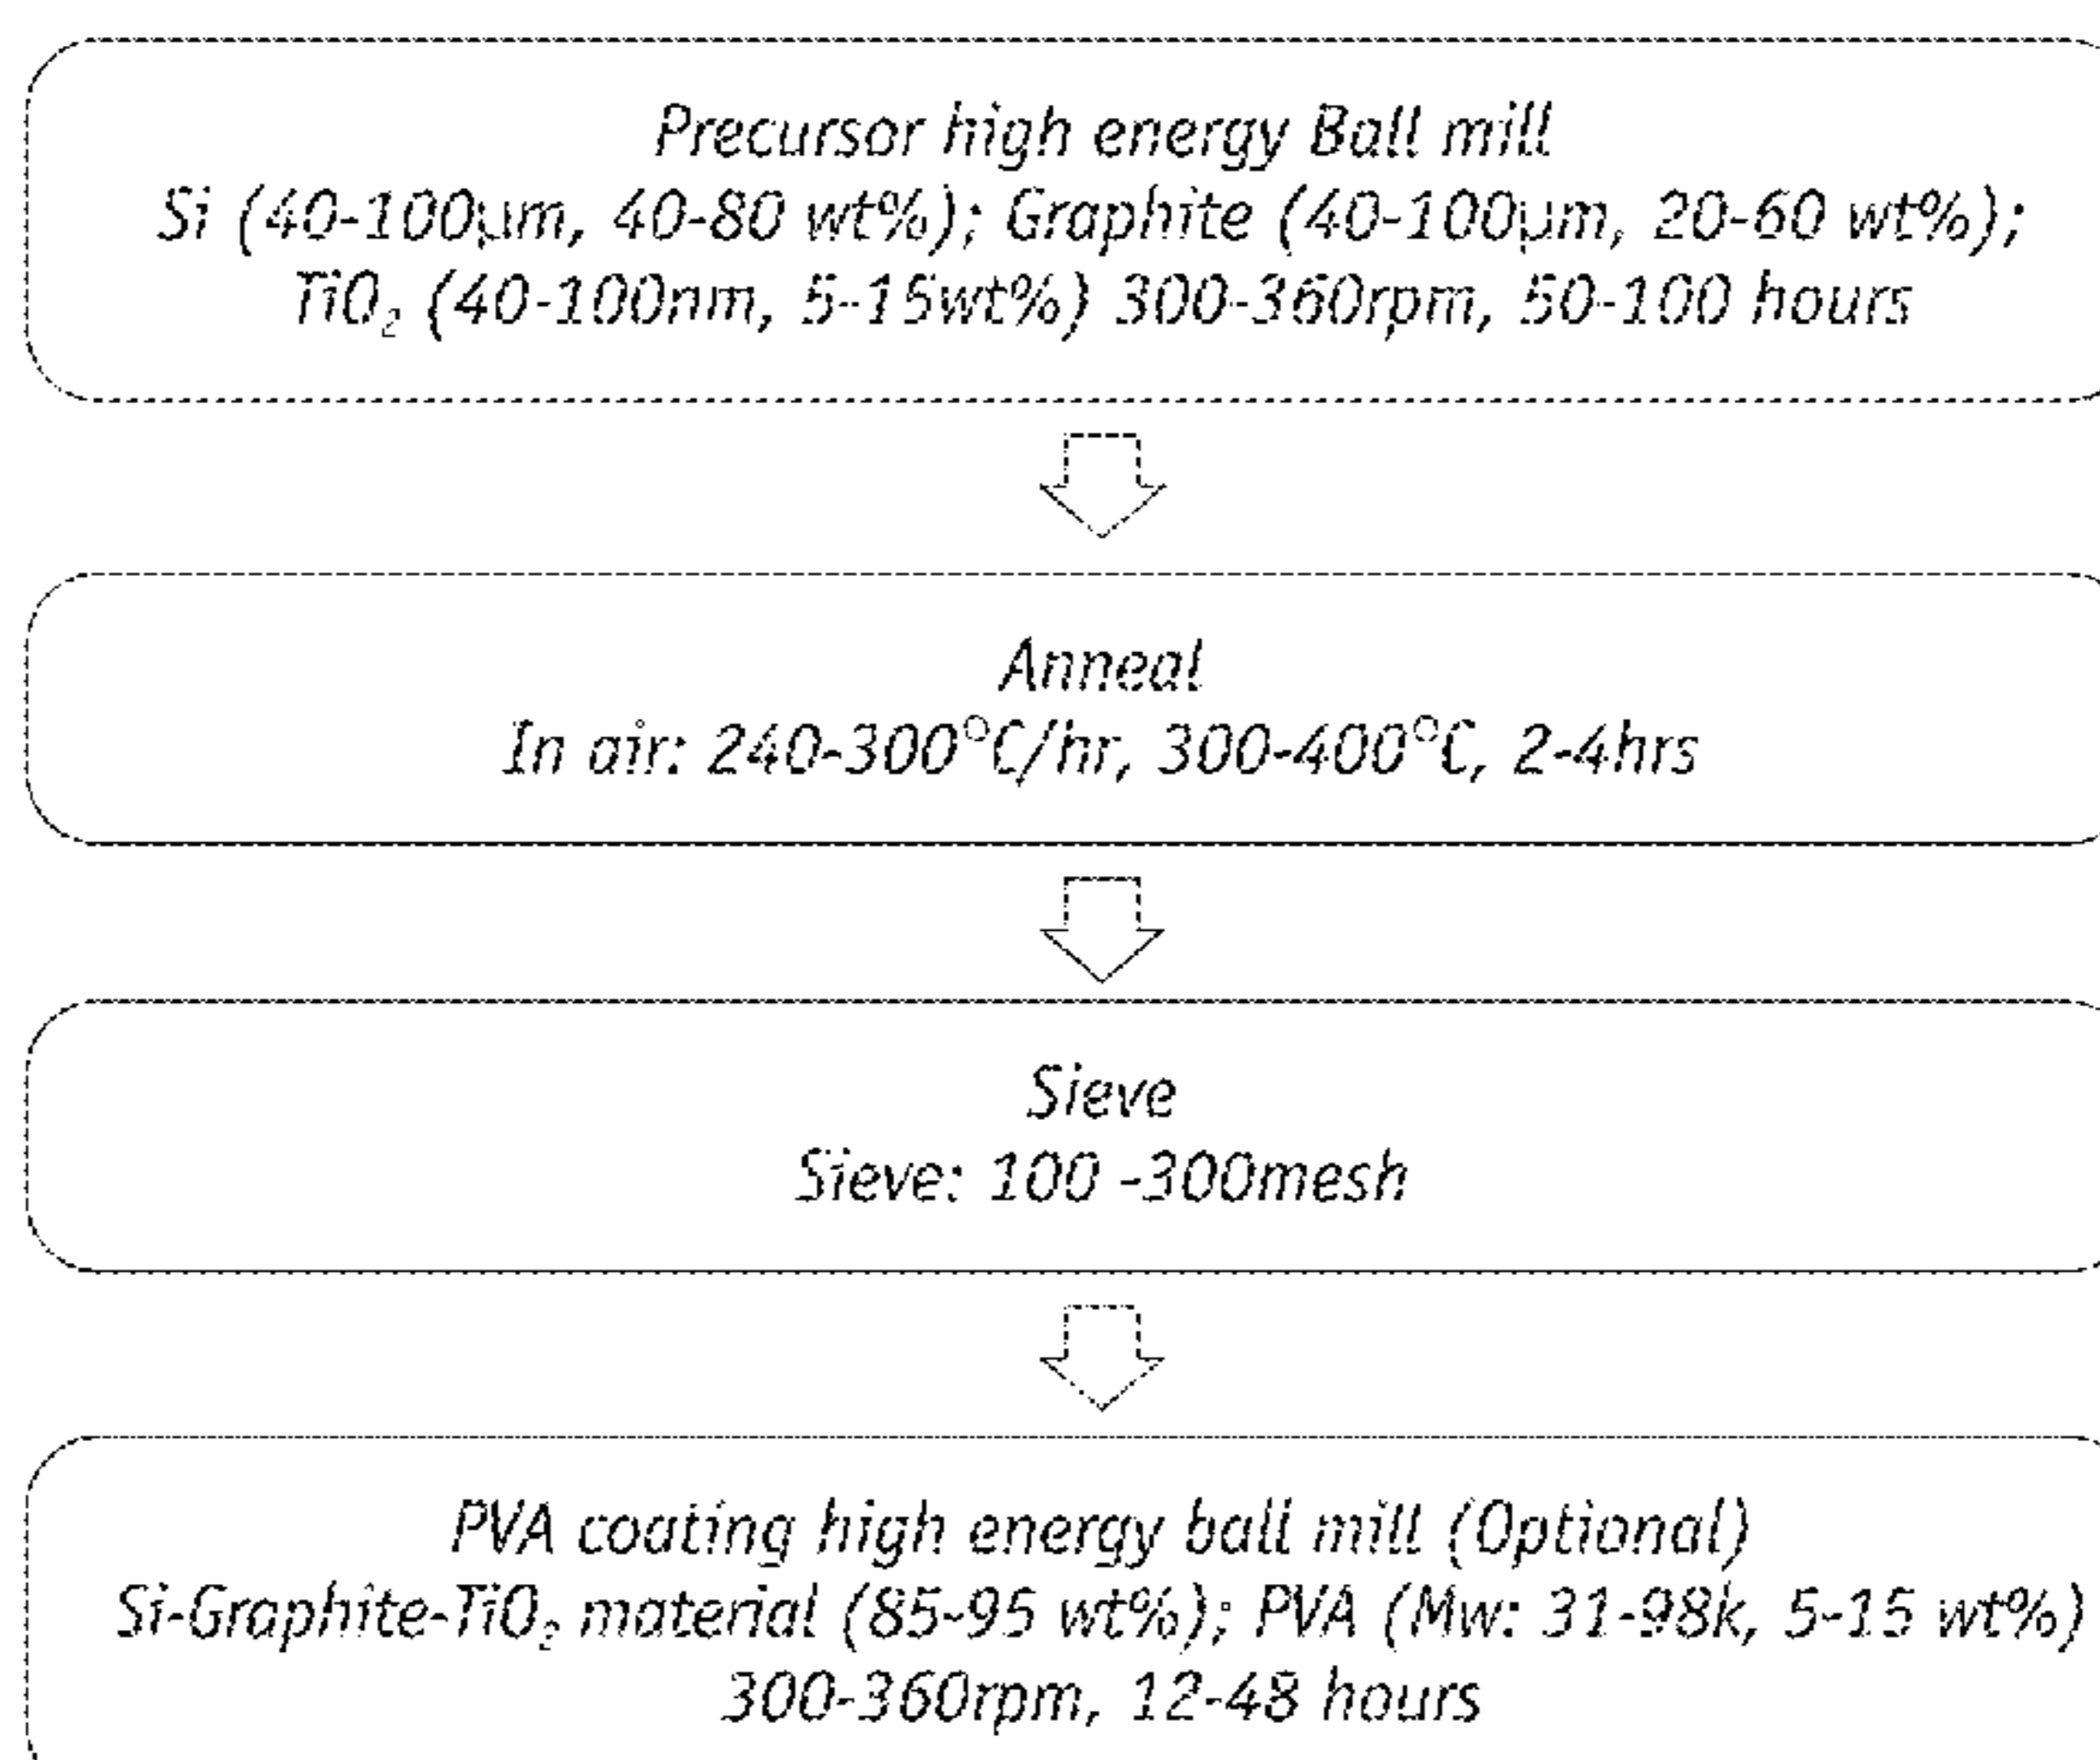 Precursor high energy Ball mill
Si (40-100μm, 40-80 wt%); Graphite (40-100μm, 20-60 wt%);
TiO₂ (40-100nm, 5-15wt%) 300-360rpm, 50-100 hours
Anneal
In air: 240-300°C/hr, 300-400°C, 2-4hrs
Sieve
Sieve: 100 -300mesh
PVA coating high energy ball mill (Optional)
Si-Graphite-TiO₂ material (85-95 wt%); PVA (Mw: 31-98k, 5-15 wt%)
300-360rpm, 12-48 hours